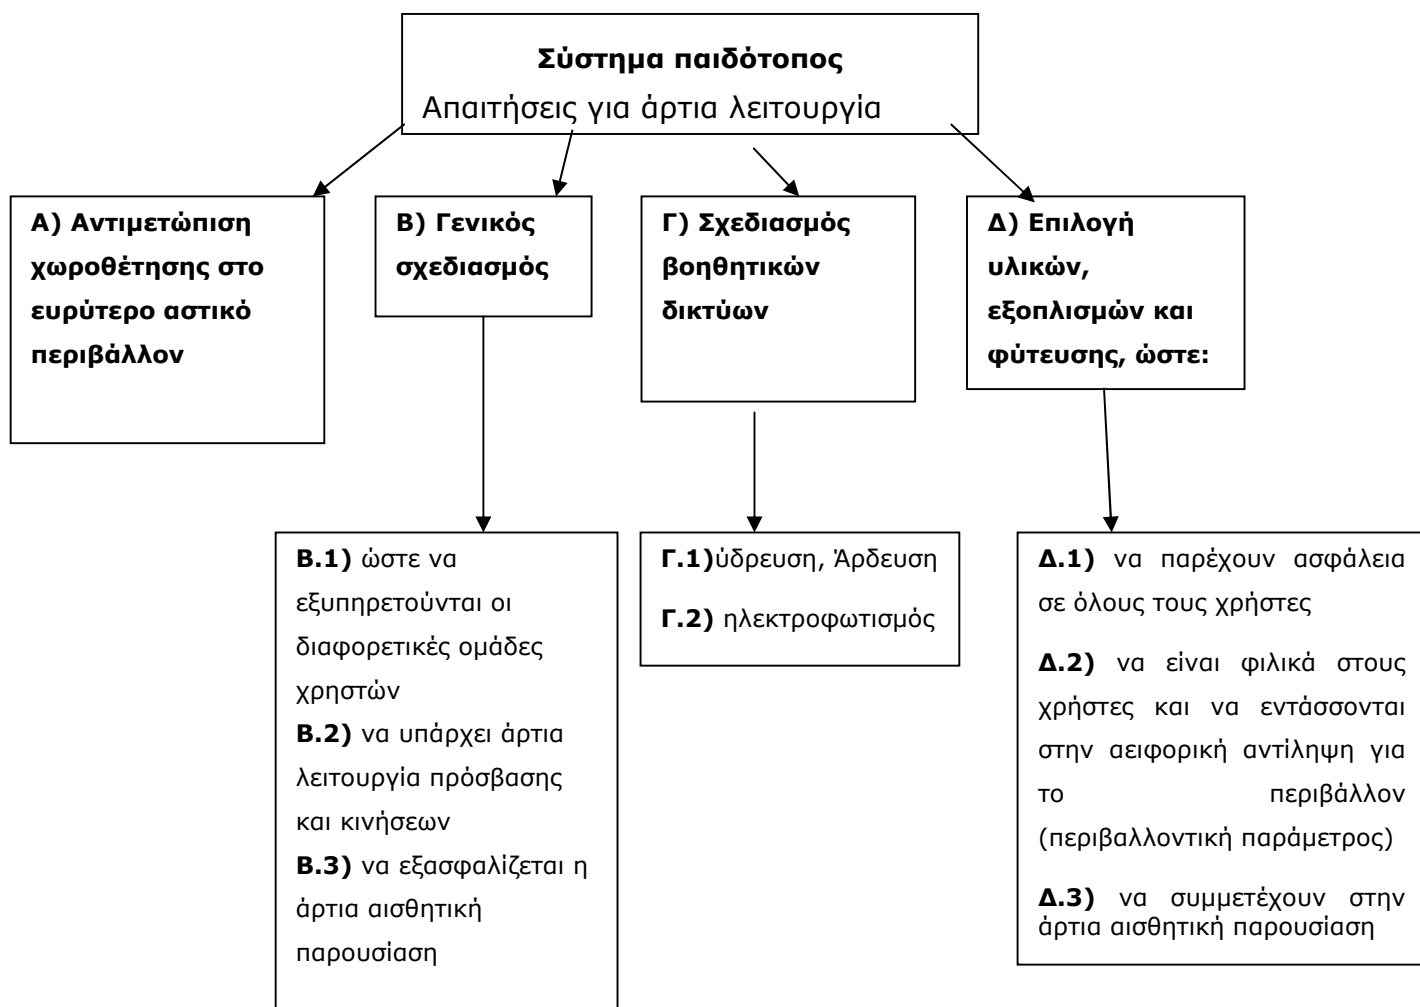 Σύστημα παιδότοπος
Απαιτήσεις για άρτια λειτουργία
Α) Αντιμετώπιση
χωροθέτησης στο
ευρύτερο αστικό
περιβάλλον
Β) Γενικός
σχεδιασμός
Γ) Σχεδιασμός
βοηθητικών
δικτύων
Δ) Επιλογή
υλικών,
εξοπλισμών και
φύτευσης, ώστε:
Β.1) ώστε να
εξυπηρετούνται οι
διαφορετικές ομάδες
χρηστών
Β.2) να υπάρχει άρτια
λειτουργία πρόσβασης
και κινήσεων
Β.3) να εξασφαλίζεται η
άρτια αισθητική
παρουσίαση
Γ.1)ύδρευση, Άρδευση
Γ.2) ηλεκτροφωτισμός
Δ.1) να παρέχουν ασφάλεια
σε όλους τους χρήστες
Δ.2) να είναι φιλικά στους
χρήστες και να εντάσσονται
στην αειφορική αντίληψη για
το περιβάλλον
(περιβαλλοντική παράμετρος)
Δ.3) να συμμετέχουν στην
άρτια αισθητική παρουσίαση